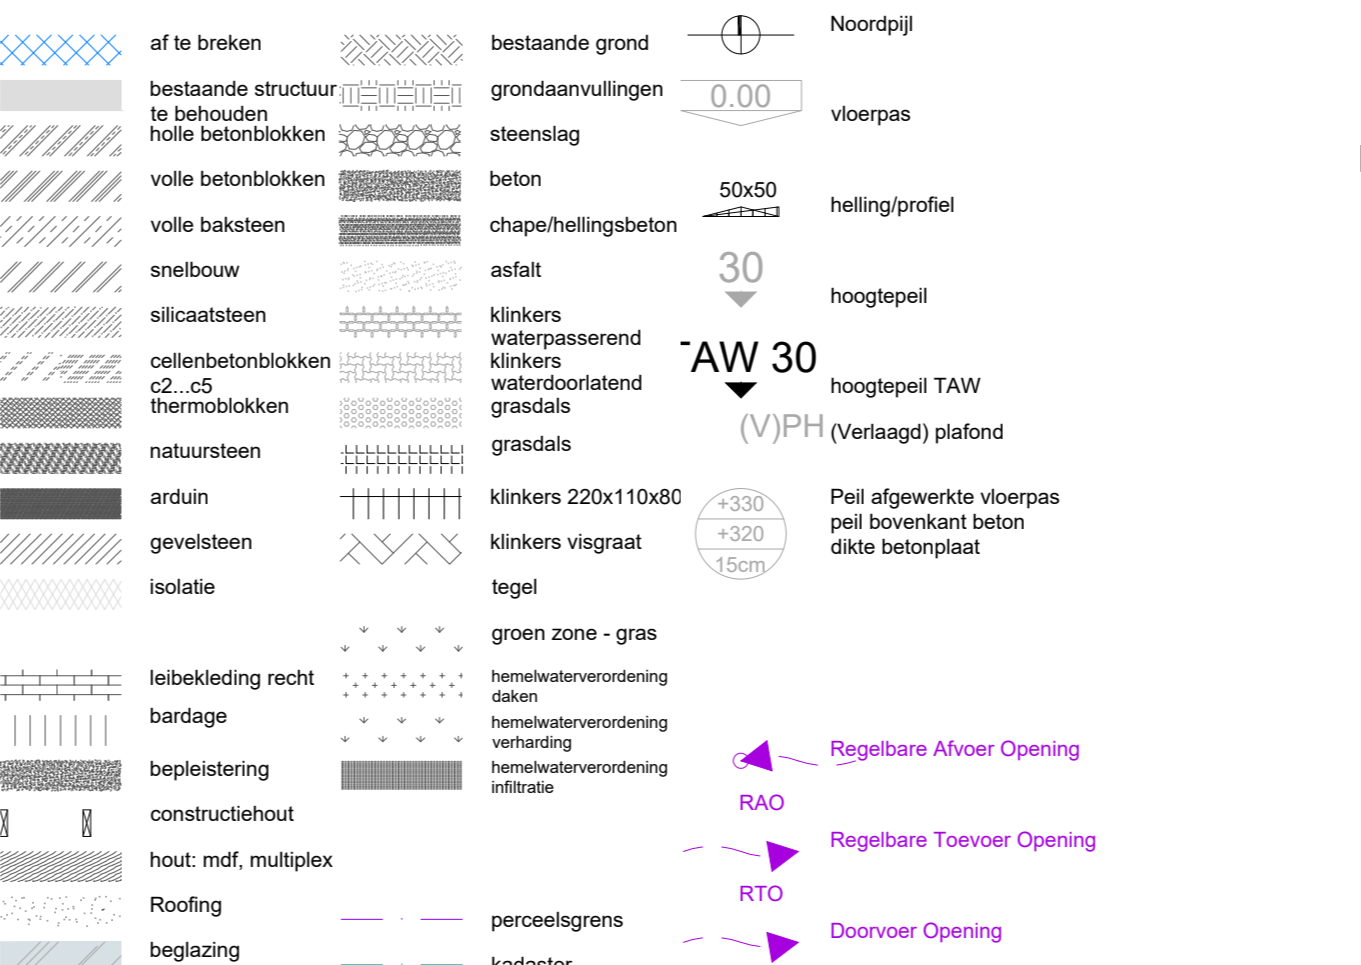 af te breken
bestaande structuur
te behouden
holle betonblokken
volle betonblokken
volle baksteen
snelbouw
silicaatsteen
cellenbetonblokken
c2...c5
thermoblokken
natuursteen
arduin
gevelsteen
isolatie
leibekleding recht
bardage
bepleistering
constructiehout
hout: mdf, multiplex
Roofing
beglazing
bestaande grond
grondaanvullingen
steenslag
beton
chape/hellingsbeton
asfalt
klinkers
waterpasserend
klinkers
waterdoorlatend
grasdals
grasdals
klinkers 220x110x80
klinkers visgraat
tegel
groen zone - gras
hemelwaterverordening
daken
hemelwaterverordening
verharding
hemelwaterverordening
infiltratie
perceelsgrens
kadaster
Noordpijl
0.00
vloerpas
50x50
helling/profiel
30
hoogtepeil
TAW 30
hoogtepeil TAW
(V)PH
(Verlaagd) plafond
+330
+320
15cm
Peil afgewerkte vloerpas
peil bovenkant beton
dikte betonplaat
Regelbare Afvoer Opening
RAO
Regelbare Toevoer Opening
RTO
Doorvoer Opening